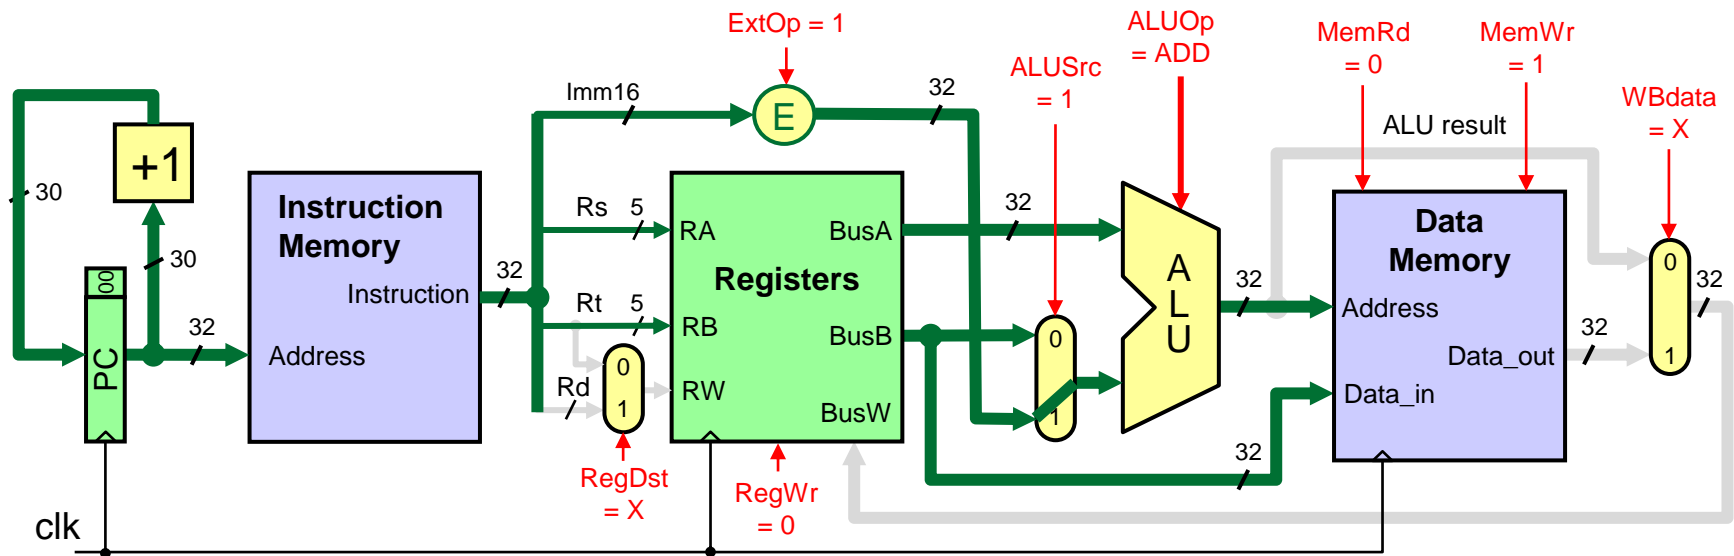 ExtOp = 1
ALUOp
= ADD
MemRd
= 0
MemWr
= 1
ALUSrc
= 1
WBdata
= X
Imm16
32
E
ALU result
+1
30
30
Instruction
Memory
Instruction
Address
32
32
00
PC
Rs
5
Rt
5
Rd
0
1
RA
RB
RW
BusA
BusB
BusW
Registers
32
0
1
A
L
U
32
Data
Memory
Address
Data_out
Data_in
32
32
0
1
32
RegDst
= X
RegWr
= 0
clk